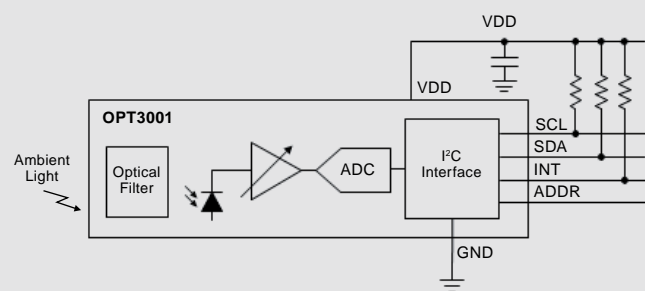 VDD
VDD
OPT3001
Ambient
Light
Optical
Filter
ADC
I²C
Interface
SCL
SDA
INT
ADDR
GND